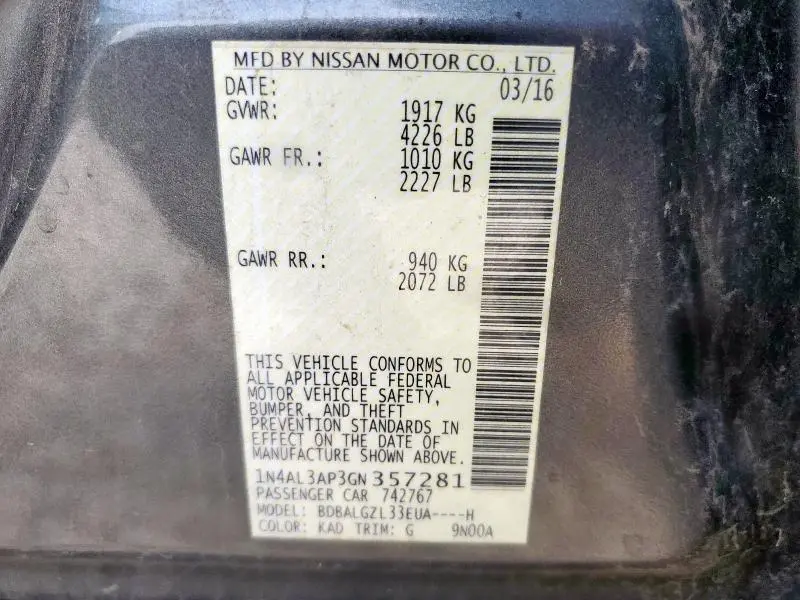 MFD BY NISSAN MOTOR CO., LTD.
DATE: 03/16
GVWR: 1917 KG
4226 LB
GAWR FR.: 1010 KG
2227 LB
GAWR RR.: 940 KG
2072 LB
THIS VEHICLE CONFORMS TO
ALL APPLICABLE FEDERAL
MOTOR VEHICLE SAFETY,
BUMPER, AND THEFT
PREVENTION STANDARDS IN
EFFECT ON THE DATE OF
MANUFACTURE SHOWN ABOVE.
1N4AL3AP3GN357281
PASSENGER CAR 742767
MODEL: BDBALGZL33EUA----H
COLOR: KAD TRIM: G 9N00A